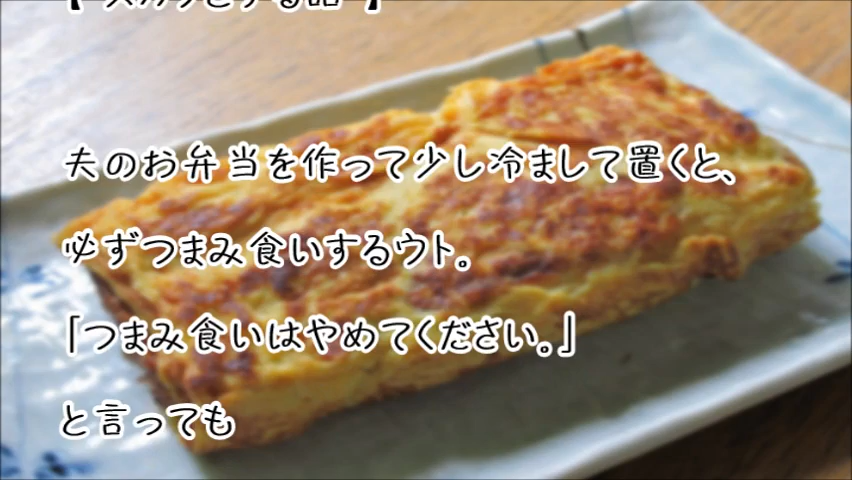 夫のお弁当を作って少し冷まして置くと、
必ずつまみ食いするウト。
「つまみ食いはやめてください。」
と言っても